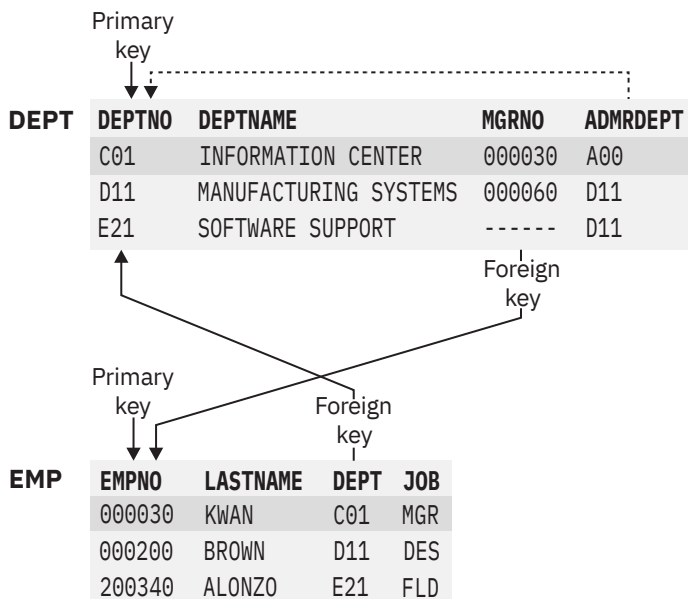 Primary
key
DEPT DEPTNO DEPTNAME MGRNO ADMRDEPT
C01 INFORMATION CENTER 000030 A00
D11 MANUFACTURING SYSTEMS 000060 D11
E21 SOFTWARE SUPPORT ------ D11
Foreign
key
Primary
key
Foreign
key
EMP EMPNO LASTNAME DEPT JOB
000030 KWAN C01 MGR
000200 BROWN D11 DES
200340 ALONZO E21 FLD